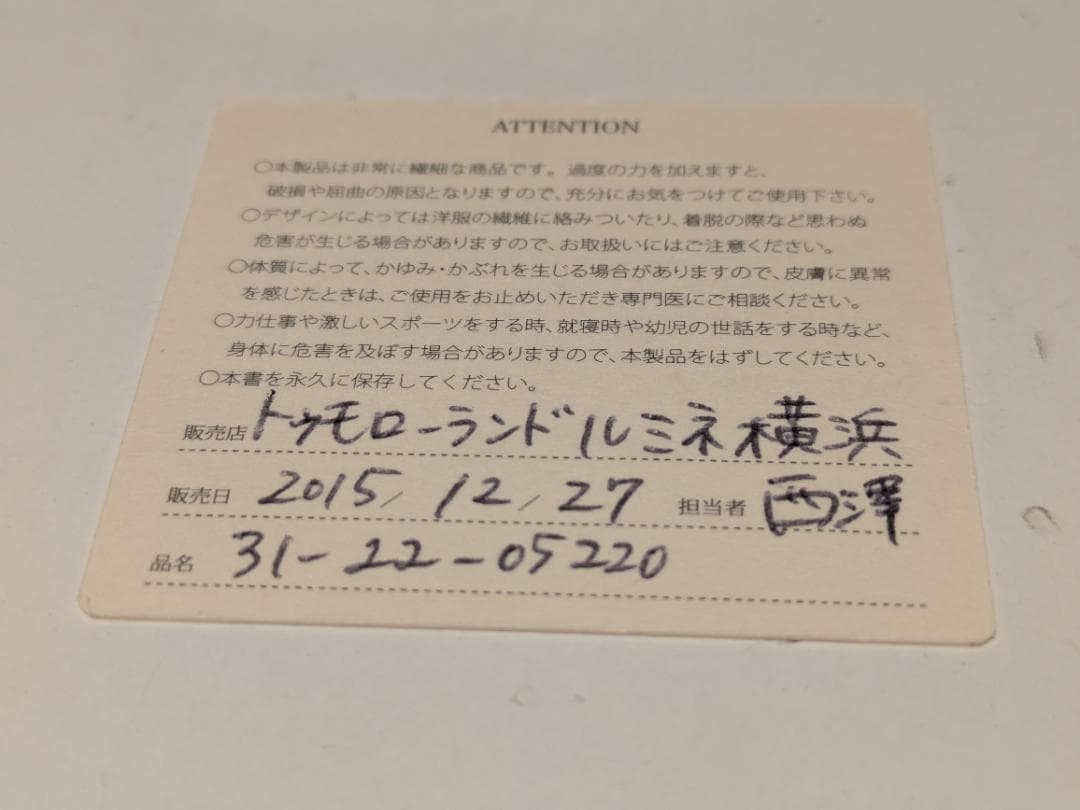 ATTENTION
○本製品は非常に繊細な商品です。過度の力を加えますと、
破損や屈曲の原因となりますので、充分にお気をつけてご使用下さい。
○デザインによっては洋服の繊維に絡みついたり、着脱の際など思わぬ
危害が生じる場合がありますので、お取扱いにはご注意ください。
○体質によって、かゆみ・かぶれを生じる場合がありますので、皮膚に異常
を感じたときは、ご使用をお止めいただき専門医にご相談ください。
○力仕事や激しいスポーツをする時、就寝時や幼児の世話をする時など、
身体に危害を及ぼす場合がありますので、本製品をはずしてください。
○本書を永久に保存してください。
販売店 トゥモローランド ルミネ横浜
販売日 2015/12/27 担当者 西澤
品名 31-22-05220